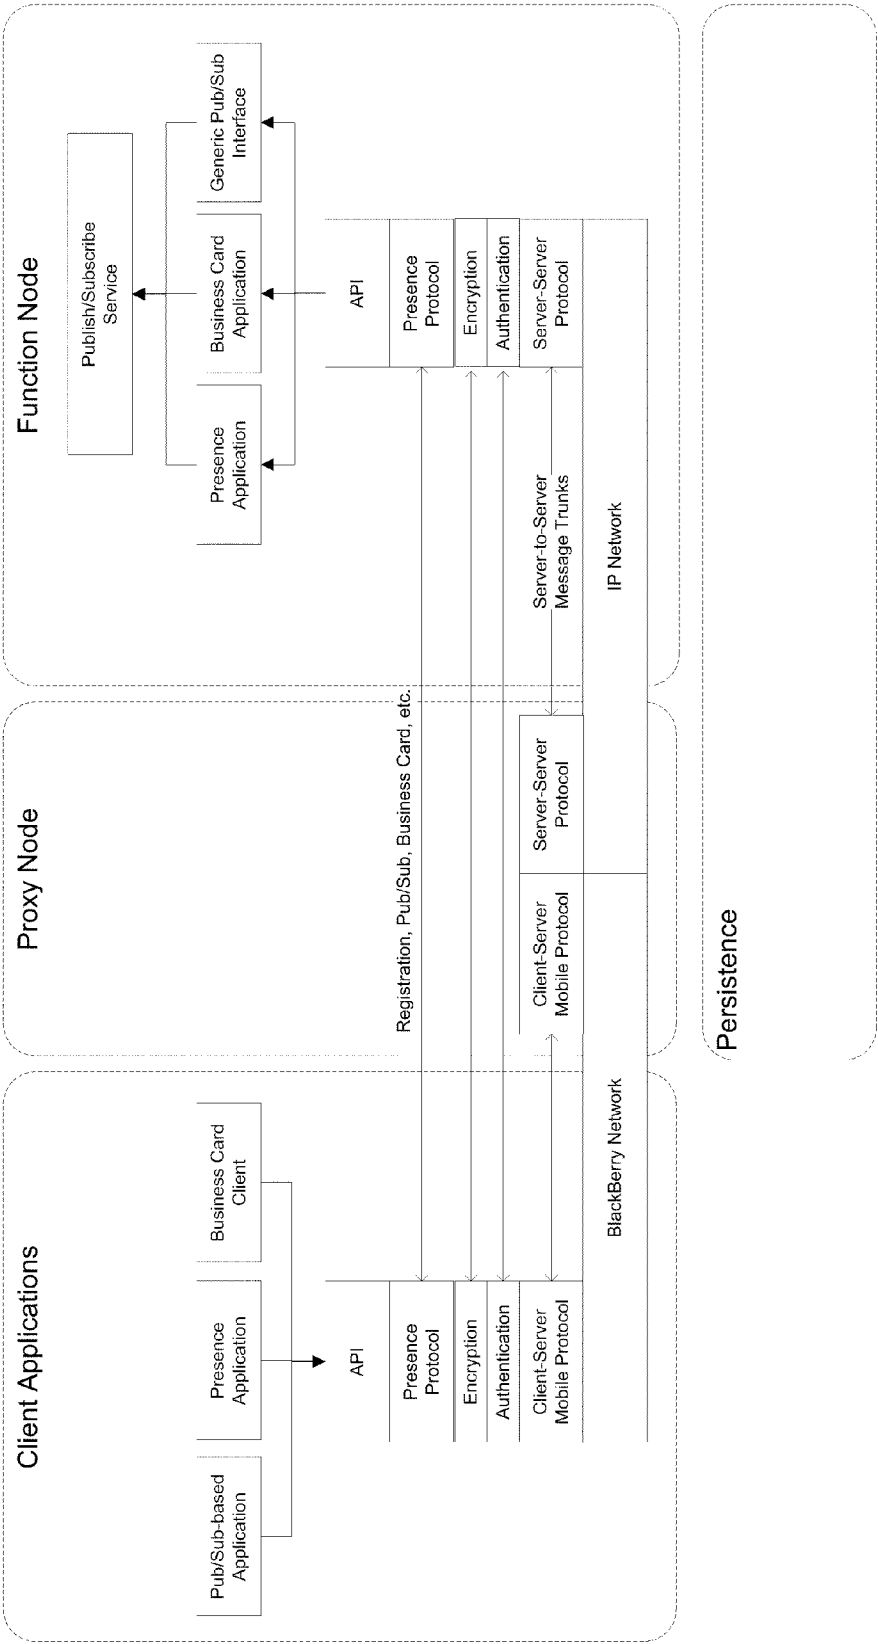 Client Applications
Pub/Sub-based
Application
Presence
Application
Business Card
Client
API
Presence
Protocol
Encryption
Authentication
Client-Server
Mobile Protocol
BlackBerry Network
Proxy Node
Registration, Pub/Sub, Business Card, etc.
Client-Server
Mobile Protocol
Server-Server
Protocol
Function Node
Publish/Subscribe
Service
Presence
Application
Business Card
Application
Generic Pub/Sub
Interface
API
Presence
Protocol
Encryption
Authentication
Server-Server
Protocol
Server-to-Server
Message Trunks
IP Network
Persistence